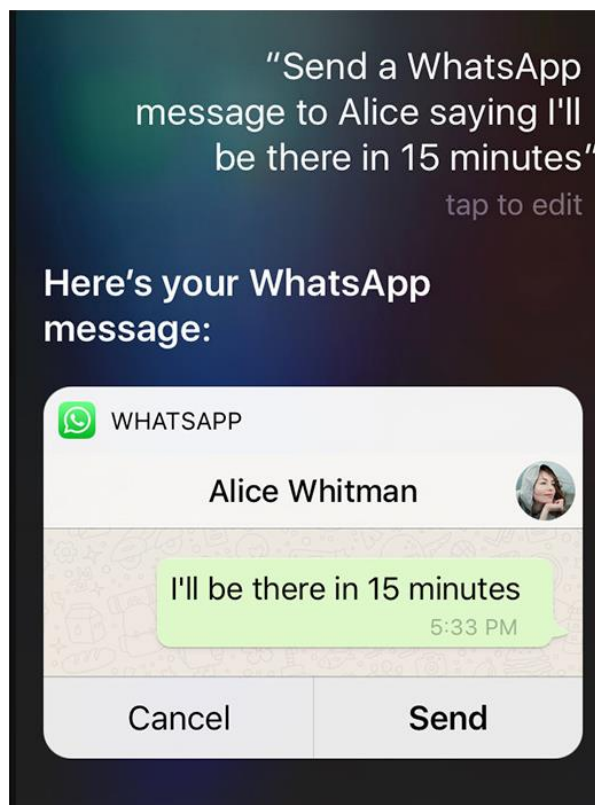 "Send a WhatsApp
message to Alice saying I'll
be there in 15 minutes"
tap to edit
Here's your WhatsApp
message:
WHATSAPP
Alice Whitman
I'll be there in 15 minutes
5:33 PM
Cancel Send